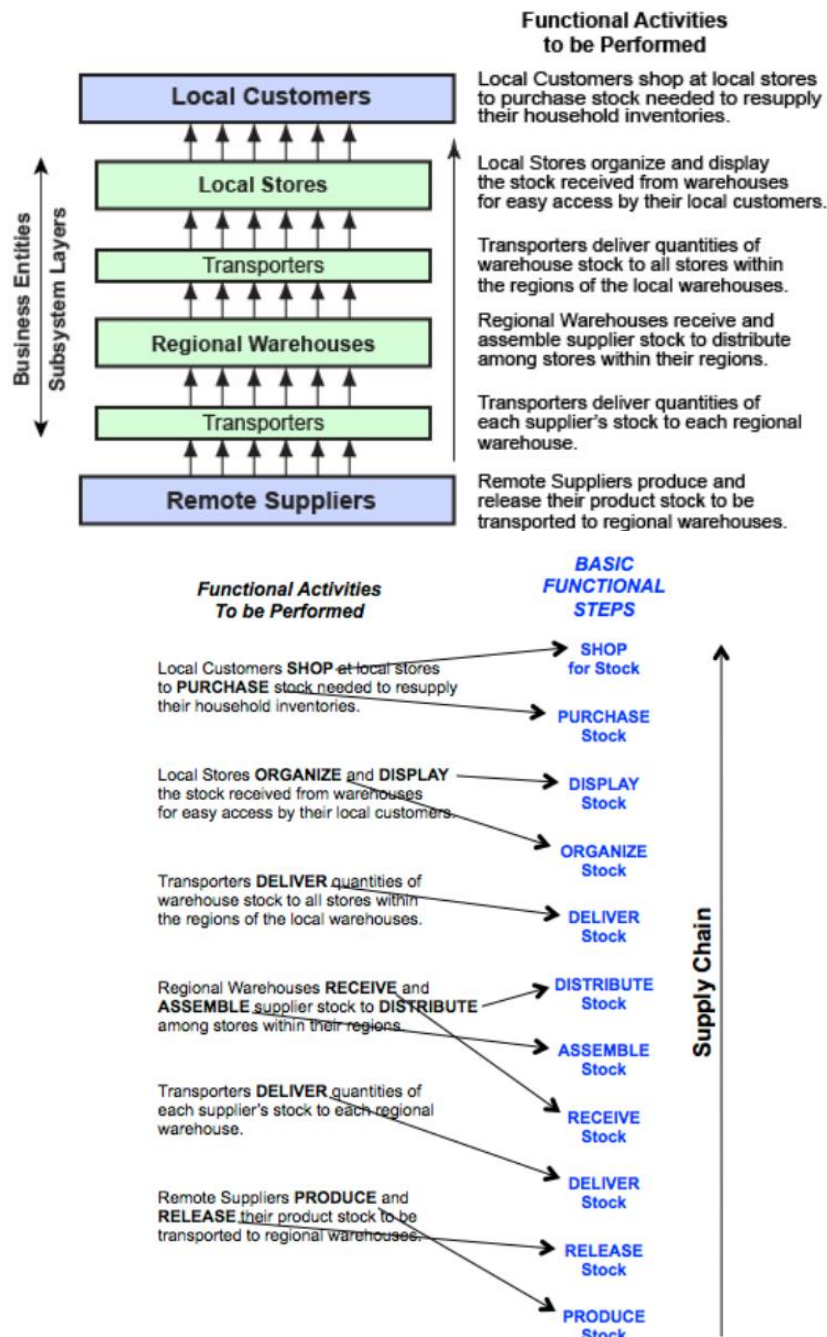 Functional Activities
to be Performed
Local Customers
Local Customers shop at local stores
to purchase stock needed to resupply
their household inventories.
Local Stores
Local Stores organize and display
the stock received from warehouses
for easy access by their local customers.
Transporters
Transporters deliver quantities of
warehouse stock to all stores within
the regions of the local warehouses.
Regional Warehouses
Regional Warehouses receive and
assemble supplier stock to distribute
among stores within their regions.
Transporters
Transporters deliver quantities of
each supplier's stock to each regional
warehouse.
Remote Suppliers
Remote Suppliers produce and
release their product stock to be
transported to regional warehouses.
Business Entities
Subsystem Layers
Functional Activities
To be Performed
BASIC
FUNCTIONAL
STEPS
Local Customers SHOP at local stores
to PURCHASE stock needed to resupply
their household inventories.
SHOP
for Stock
PURCHASE
Stock
Local Stores ORGANIZE and DISPLAY
the stock received from warehouses
for easy access by their local customers.
DISPLAY
Stock
ORGANIZE
Stock
Transporters DELIVER quantities of
warehouse stock to all stores within
the regions of the local warehouses.
DELIVER
Stock
Regional Warehouses RECEIVE and
ASSEMBLE supplier stock to DISTRIBUTE
among stores within their regions.
DISTRIBUTE
Stock
ASSEMBLE
Stock
RECEIVE
Stock
Transporters DELIVER quantities of
each supplier's stock to each regional
warehouse.
DELIVER
Stock
Remote Suppliers PRODUCE and
RELEASE their product stock to be
transported to regional warehouses.
RELEASE
Stock
PRODUCE
Stock
Supply Chain